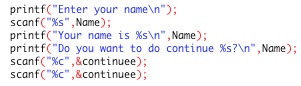 printf("Enter your name\n");
scanf("%s",Name);
printf("Your name is %s\n",Name);
printf("Do you want to do continue %s?\n",Name);
scanf("%c",&continuee);
scanf("%c",&continuee);